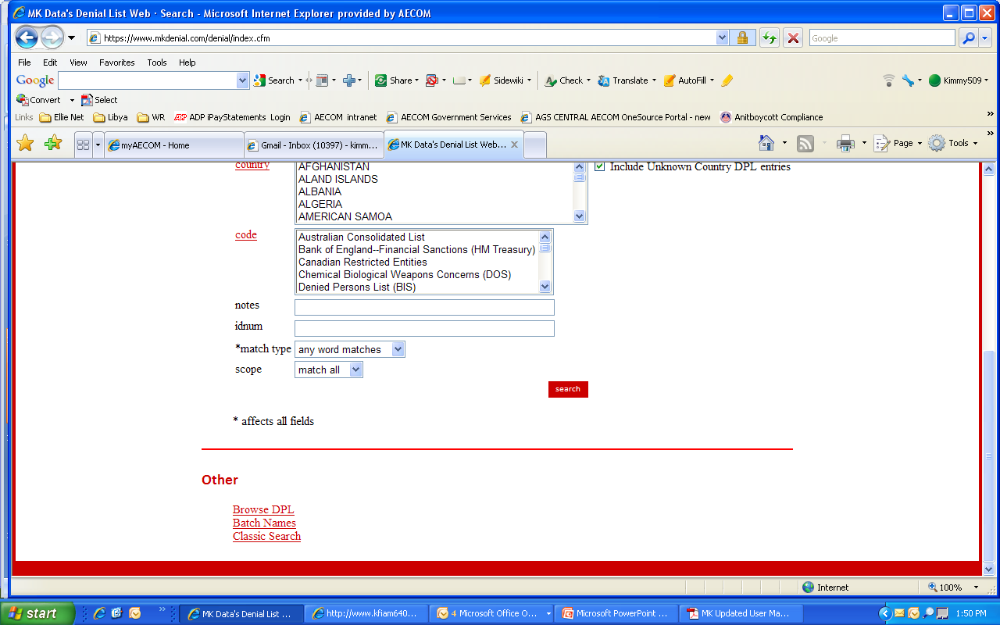 MK Data's Denial List Web · Search - Microsoft Internet Explorer provided by AECOM
https://www.mkdenial.com/denial/index.cfm
Google
File Edit View Favorites Tools Help
Google Search Share Sidewiki Check Translate AutoFill Kimmy509
Convert Select
Links Ellie Net Libya WR ADP ADP iPayStatements Login AECOM intranet AECOM Government Services AGS CENTRAL AECOM OneSource Portal - new Anitboycott Compliance »
myAECOM - Home Gmail - Inbox (10397) - kimm... MK Data's Denial List Web... Page Tools »
country AFGHANISTAN Include Unknown Country DPL entries
ALAND ISLANDS
ALBANIA
ALGERIA
AMERICAN SAMOA
code Australian Consolidated List
Bank of England--Financial Sanctions (HM Treasury)
Canadian Restricted Entities
Chemical Biological Weapons Concerns (DOS)
Denied Persons List (BIS)
notes
idnum
*match type any word matches
scope match all
search
* affects all fields
Other
Browse DPL
Batch Names
Classic Search
Internet 100%
start » MK Data's Denial List ... http://www.kfiam640... 4 Microsoft Office O... Microsoft PowerPoint ... MK Updated User Ma... 1:50 PM